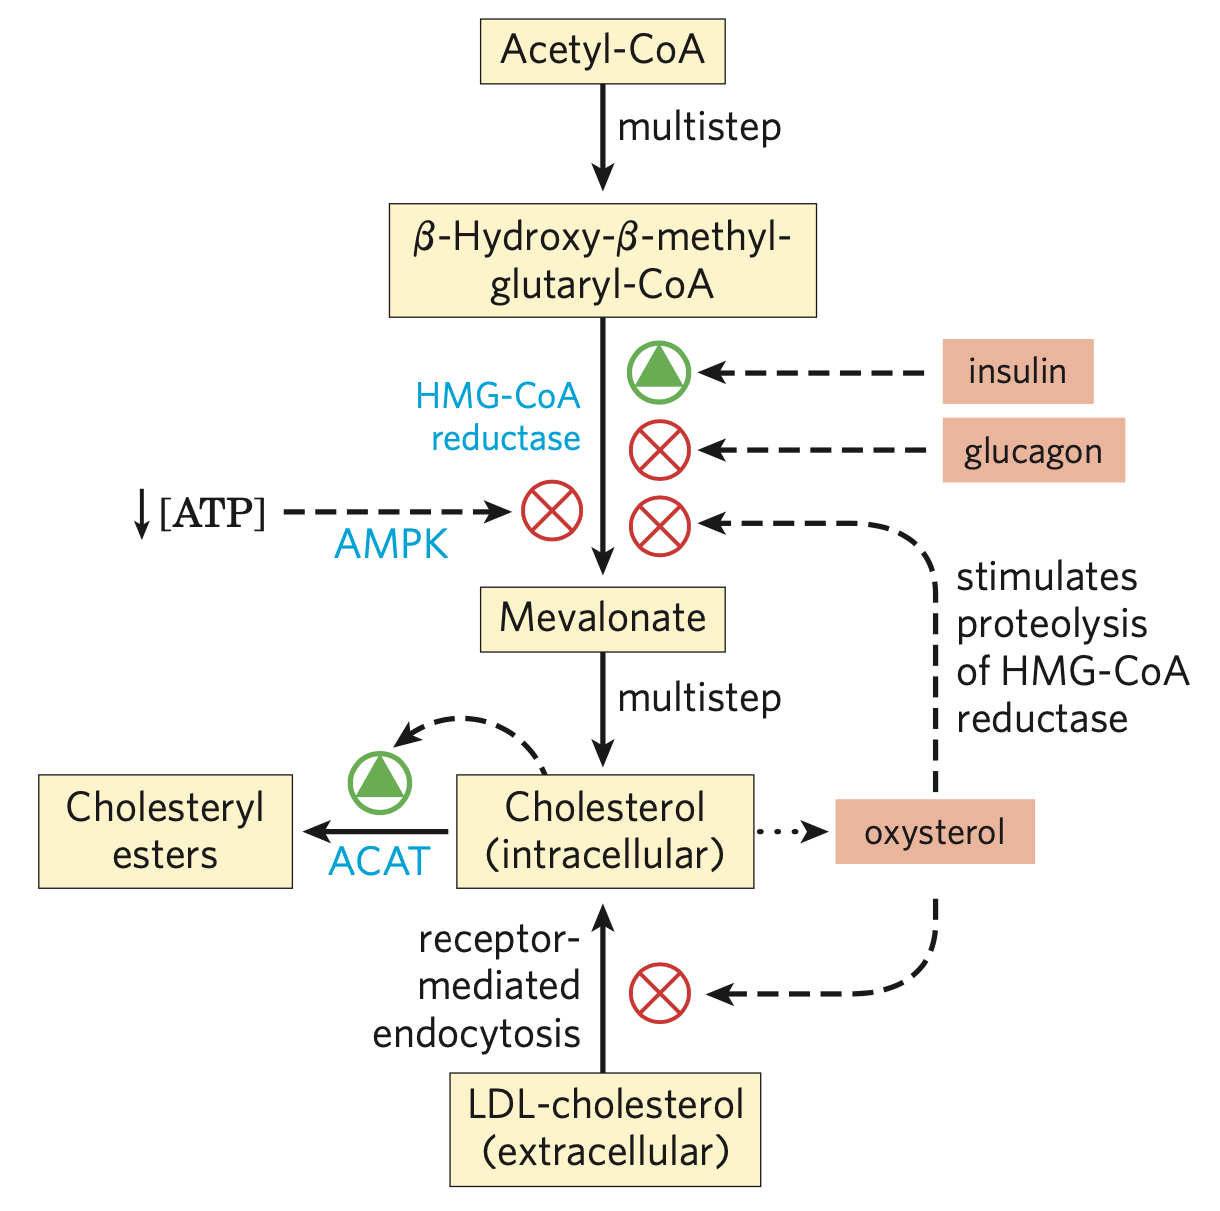 Acetyl-CoA
multistep
β-Hydroxy-β-methyl-
glutaryl-CoA
HMG-CoA
reductase
insulin
glucagon
↓[ATP]
AMPK
stimulates
proteolysis
of HMG-CoA
reductase
Mevalonate
multistep
Cholesteryl
esters
ACAT
Cholesterol
(intracellular)
oxysterol
receptor-
mediated
endocytosis
LDL-cholesterol
(extracellular)